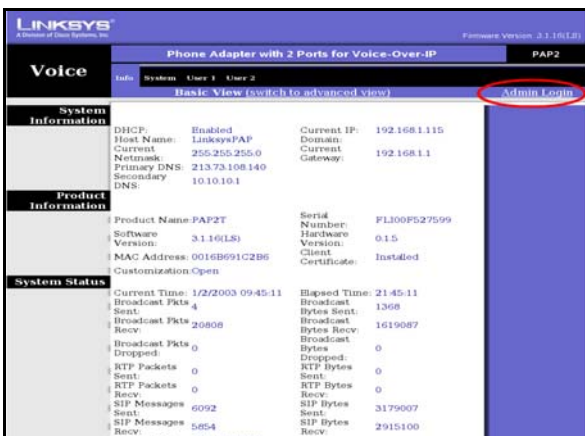 LINKSYS®
A Division of Cisco Systems, Inc.
Firmware Version 3.1.16(LS)
Phone Adapter with 2 Ports for Voice-Over-IP
PAP2
Voice
Info System User 1 User 2
Basic View (switch to advanced view)
Admin Login
System Information
DHCP: Enabled Current IP: 192.168.1.115
Host Name: LinksysPAP Domain:
Current Netmask: 255.255.255.0 Current Gateway: 192.168.1.1
Primary DNS: 213.73.108.140
Secondary DNS: 10.10.10.1
Product Information
Product Name: PAP2T Serial Number: FLI00F527599
Software Version: 3.1.16(LS) Hardware Version: 0.1.5
MAC Address: 0016B691C2B6 Client Certificate: Installed
Customization: Open
System Status
Current Time: 1/2/2003 09:45:11 Elapsed Time: 21:45:11
Broadcast Pkts Sent: 4 Broadcast Bytes Sent: 1368
Broadcast Pkts Recv: 20808 Broadcast Bytes Recv: 1619087
Broadcast Pkts Dropped: 0 Broadcast Bytes Dropped: 0
RTP Packets Sent: 0 RTP Bytes Sent: 0
RTP Packets Recv: 0 RTP Bytes Recv: 0
SIP Messages Sent: 6092 SIP Bytes Sent: 3179007
SIP Messages Recv: 5854 SIP Bytes Recv: 2915100